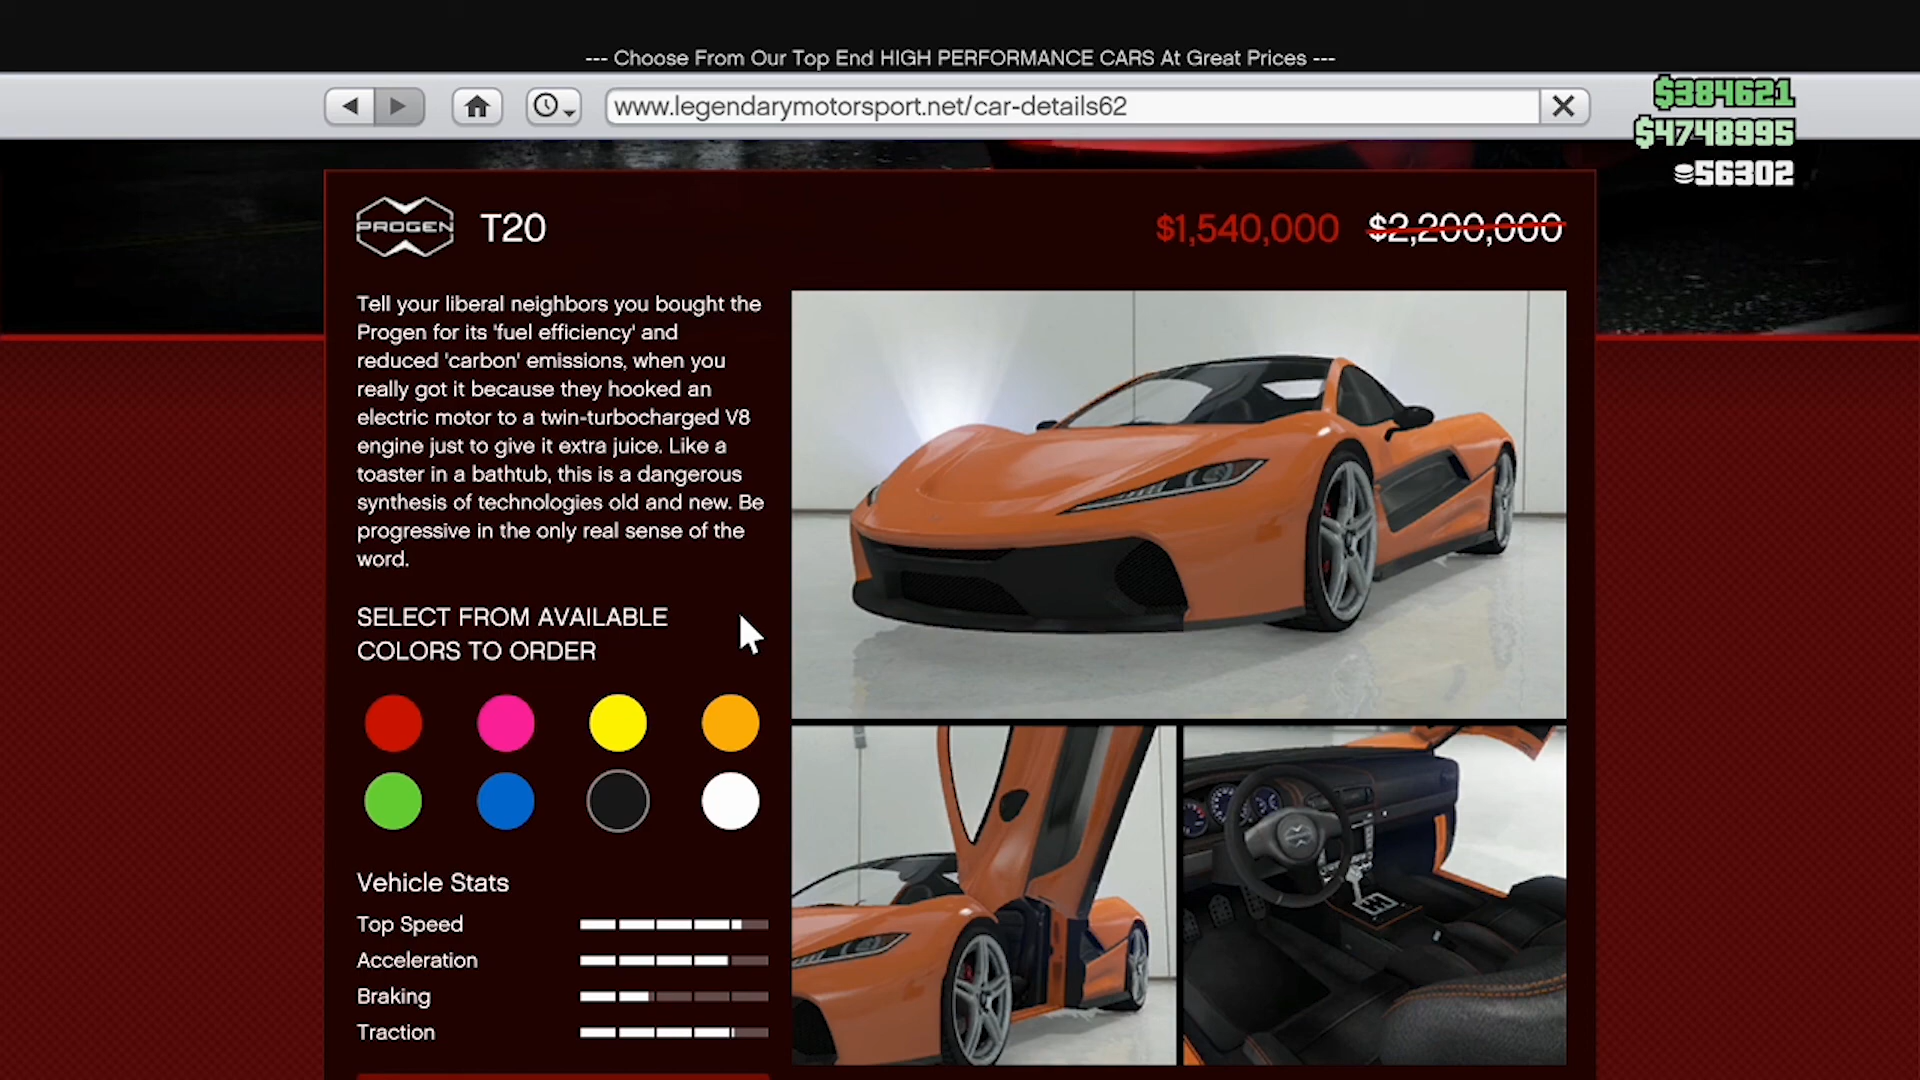 --- Choose From Our Top End HIGH PERFORMANCE CARS At Great Prices ---
www.legendarymotorsport.net/car-details62
$384621
$4748995
56302
PROGEN
T20
$1,540,000 $2,200,000
Tell your liberal neighbors you bought the
Progen for its 'fuel efficiency' and
reduced 'carbon' emissions, when you
really got it because they hooked an
electric motor to a twin-turbocharged V8
engine just to give it extra juice. Like a
toaster in a bathtub, this is a dangerous
synthesis of technologies old and new. Be
progressive in the only real sense of the
word.
SELECT FROM AVAILABLE
COLORS TO ORDER
Vehicle Stats
Top Speed
Acceleration
Braking
Traction